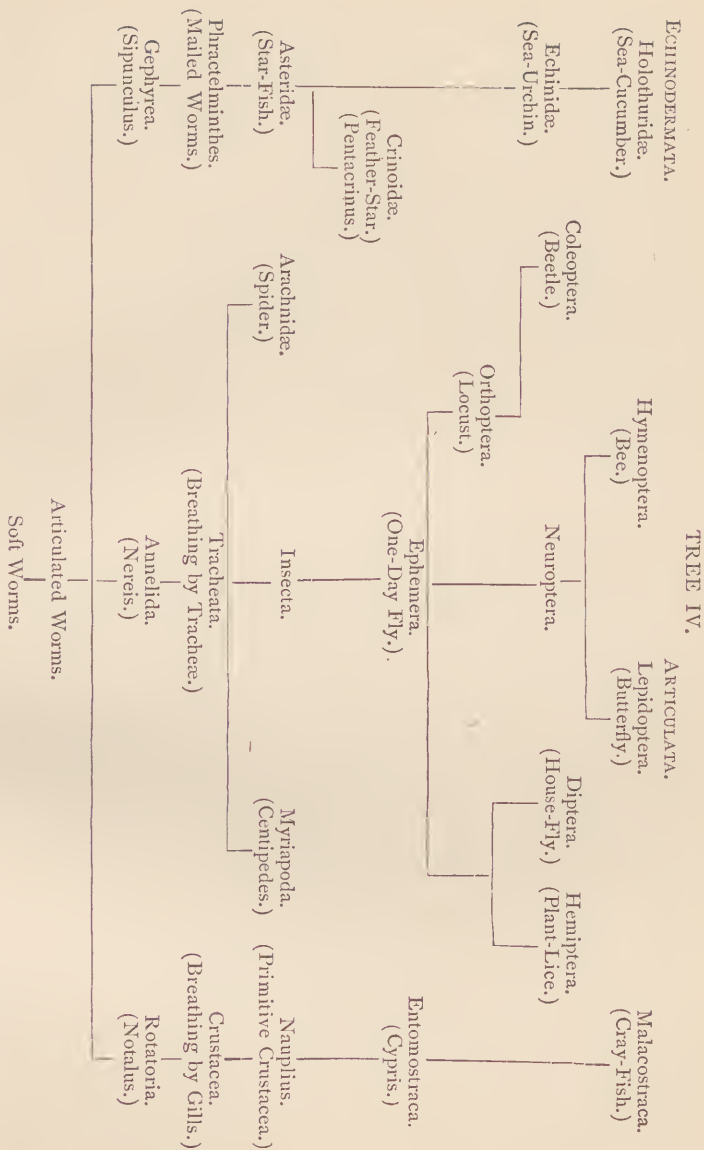 TREE IV.
ECHINODERMATA.
ARTICULATA.
Holothuridæ.
(Sea-Cucumber.)
Hymenoptera.
(Bee.)
Lepidoptera.
(Butterfly.)
Malacostraca.
(Cray-Fish.)
Echinidæ.
(Sea-Urchin.)
Coleoptera.
(Beetle.)
Neuroptera.
Diptera.
(House-Fly.)
Hemiptera.
(Plant-Lice.)
Crinoidæ.
(Feather-Star.)
(Pentacrinus.)
Orthoptera.
(Locust.)
Ephemera.
(One-Day Fly.)
Entomostraca.
(Cypris.)
Asteridæ.
(Star-Fish.)
Arachnidæ.
(Spider.)
Insecta.
Myriapoda.
(Centipedes.)
Nauplius.
(Primitive Crustacea.)
Phractelminthes.
(Mailed Worms.)
Tracheata.
(Breathing by Tracheæ.)
Crustacea.
(Breathing by Gills.)
Gephyrea.
(Sipunculus.)
Annelida.
(Nereis.)
Rotatoria.
(Notalus.)
Articulated Worms.
Soft Worms.